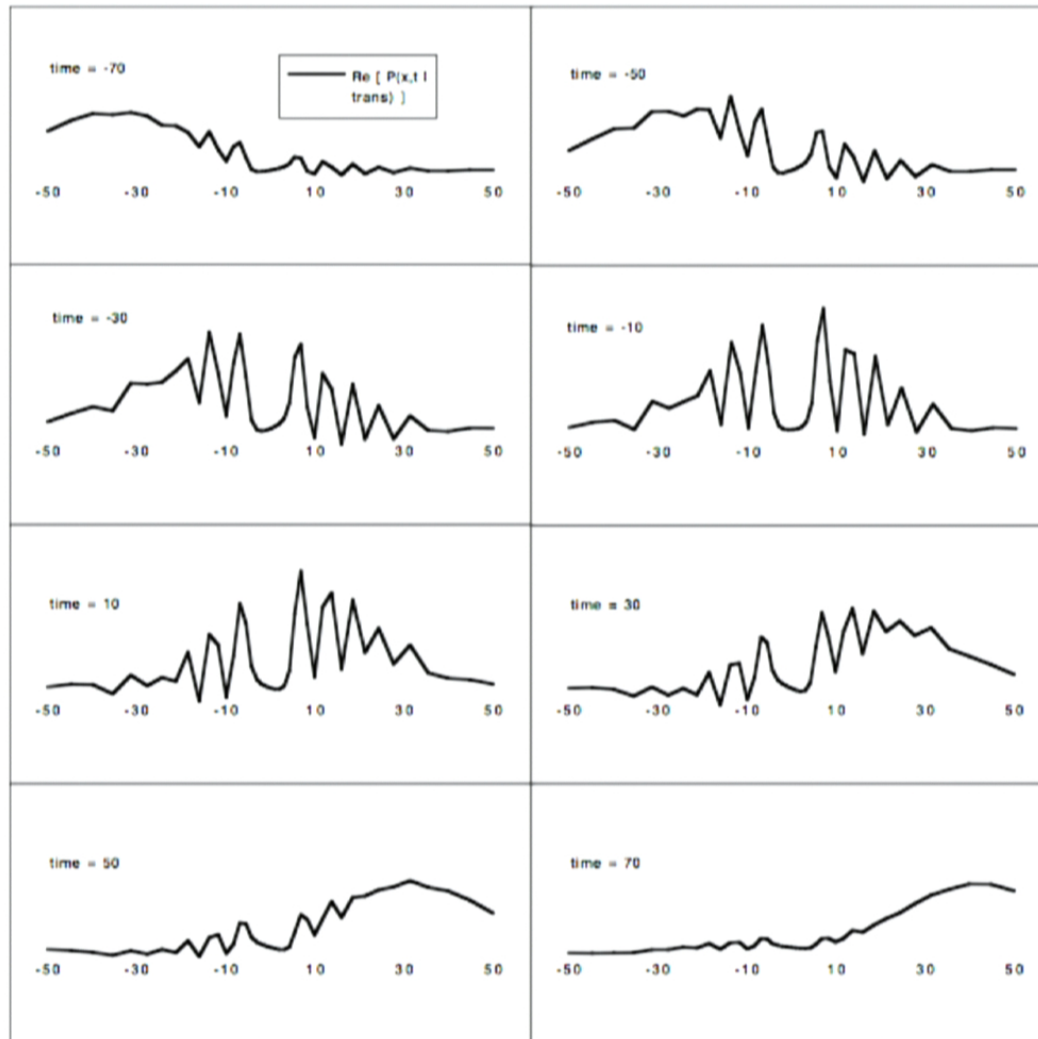 time = -70
Re [ P(x,t |
trans) ]
-50 -30 -10 10 30 50
time = -50
-50 -30 -10 10 30 50
time = -30
-50 -30 -10 10 30 50
time = -10
-50 -30 -10 10 30 50
time = 10
-50 -30 -10 10 30 50
time = 30
-50 -30 -10 10 30 50
time = 50
-50 -30 -10 10 30 50
time = 70
-50 -30 -10 10 30 50